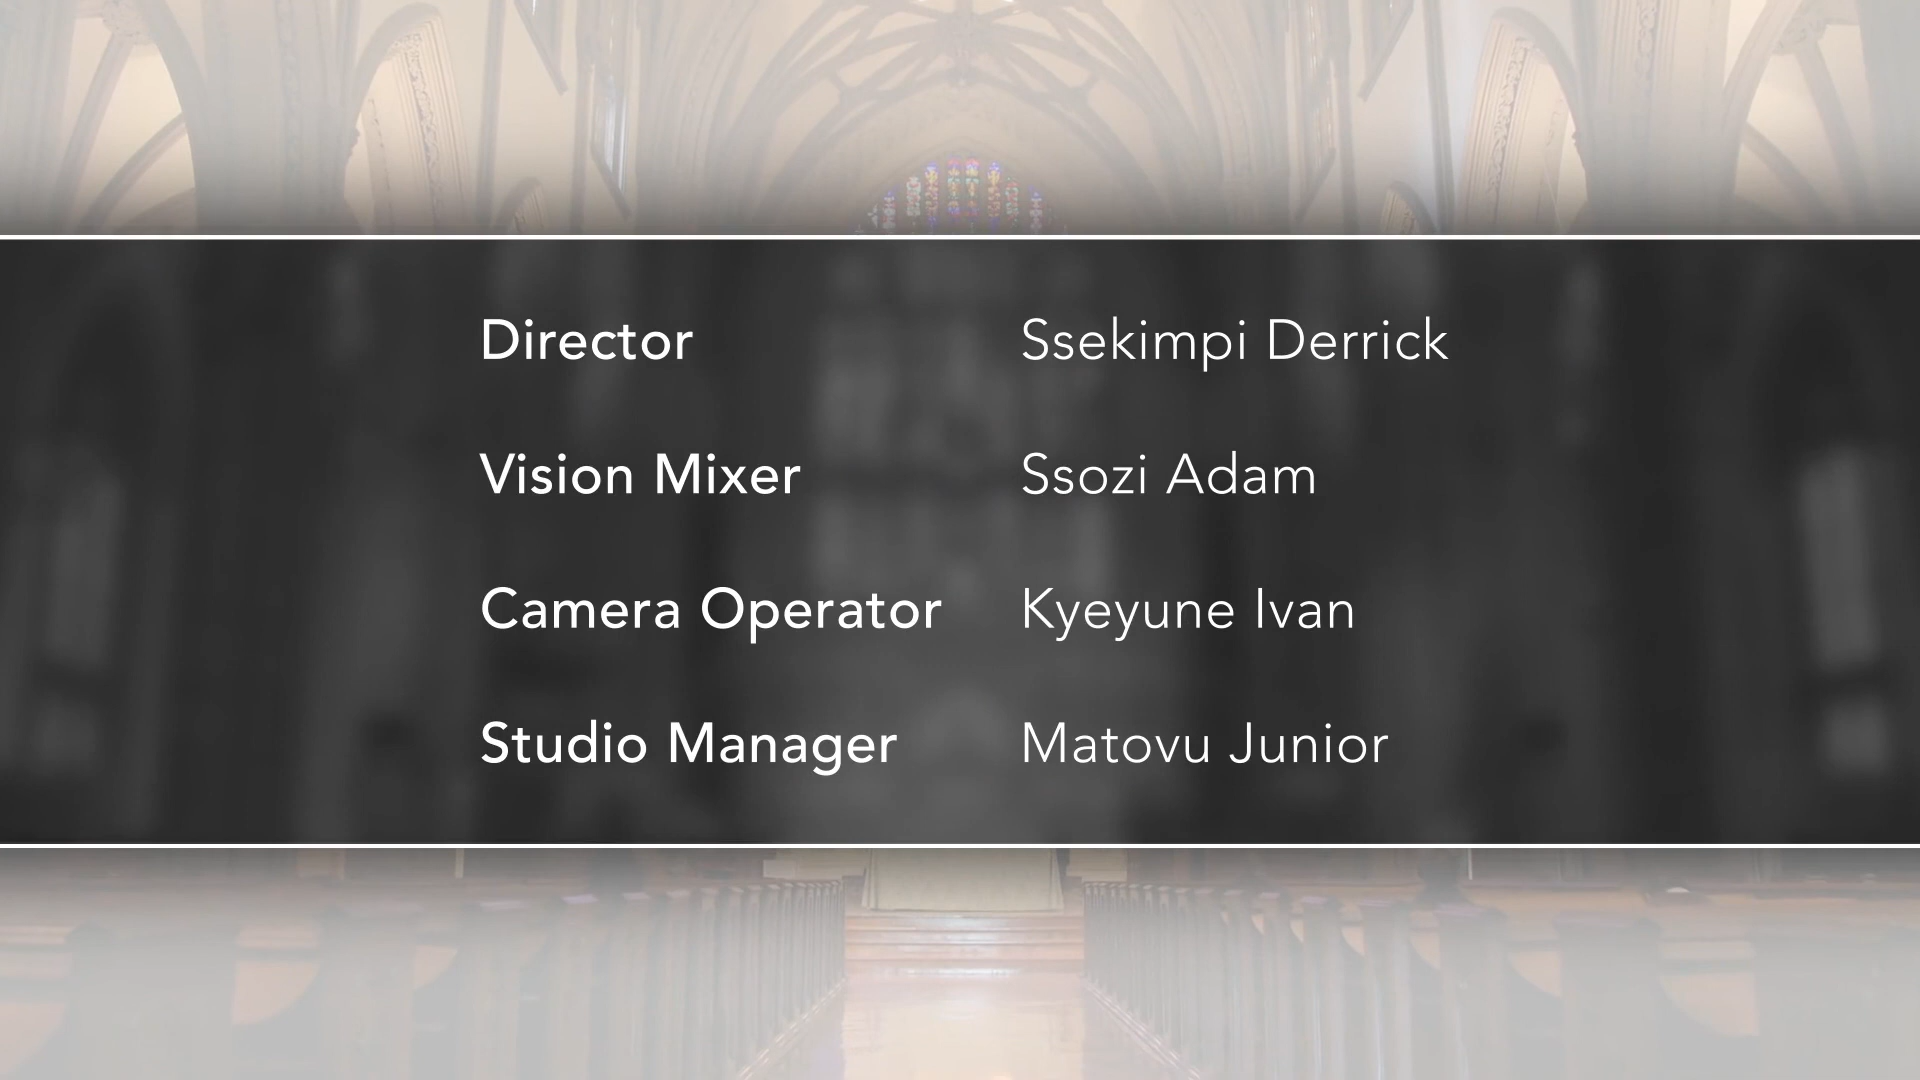 Director Ssekimpi Derrick
Vision Mixer Ssozi Adam
Camera Operator Kyeyune Ivan
Studio Manager Matovu Junior